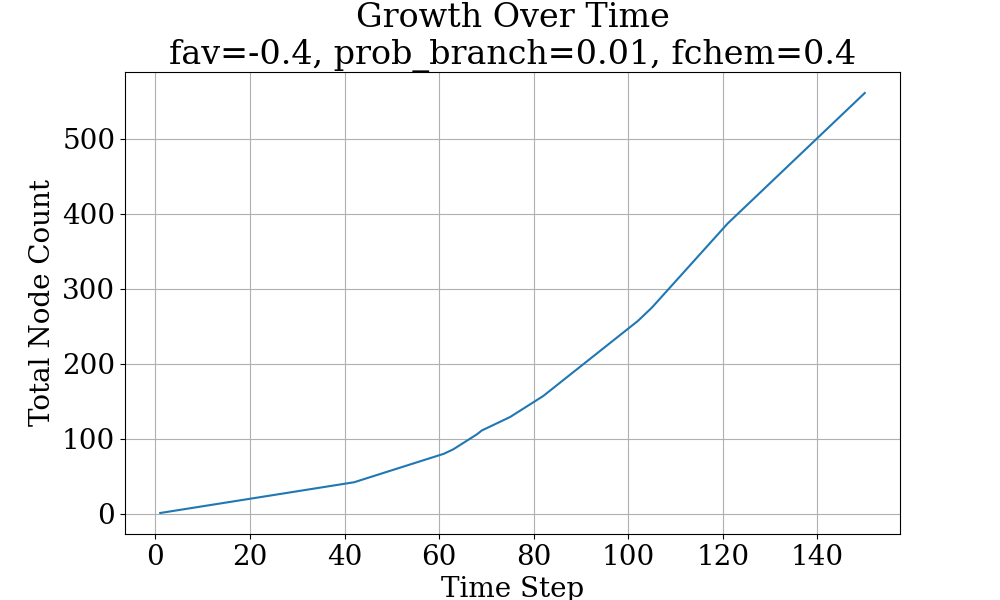 Growth Over Time
fav=-0.4, prob_branch=0.01, fchem=0.4
Total Node Count
500
400
300
200
100
0
0 20 40 60 80 100 120 140
Time Step